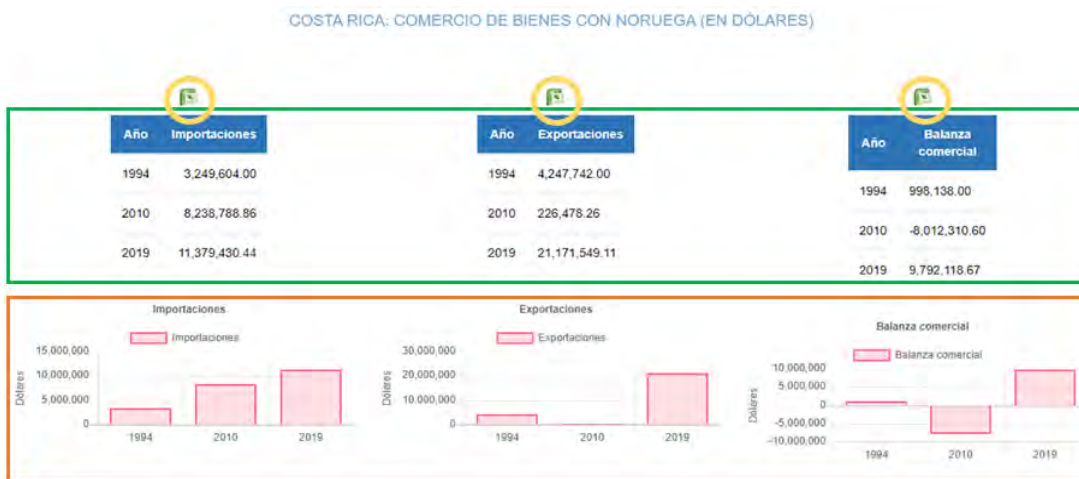 COSTA RICA: COMERCIO DE BIENES CON NORUEGA (EN DÓLARES)
Año Importaciones
1994 3,249,604.00
2010 8,238,788.86
2019 11,379,430.44
Año Exportaciones
1994 4,247,742.00
2010 226,478.26
2019 21,171,549.11
Año Balanza
comercial
1994 998,138.00
2010 -8,012,310.60
2019 9,792,118.67
Importaciones
Importaciones
Dólares
15,000,000
10,000,000
5,000,000
0
1994 2010 2019
Exportaciones
Exportaciones
Dólares
30,000,000
20,000,000
10,000,000
0
1994 2010 2019
Balanza comercial
Balanza comercial
Dólares
10,000,000
5,000,000
0
-5,000,000
-10,000,000
1994 2010 2019